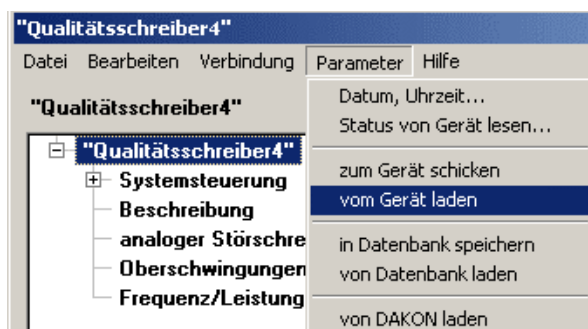 "Qualitätsschreiber4"
Datei Bearbeiten Verbindung Parameter Hilfe
"Qualitätsschreiber4"
"Qualitätsschreiber4"
Systemsteuerung
Beschreibung
analoger Störschre
Oberschwingungen
Frequenz/Leistung
Datum, Uhrzeit...
Status von Gerät lesen...
zum Gerät schicken
vom Gerät laden
in Datenbank speichern
von Datenbank laden
von DAKON laden